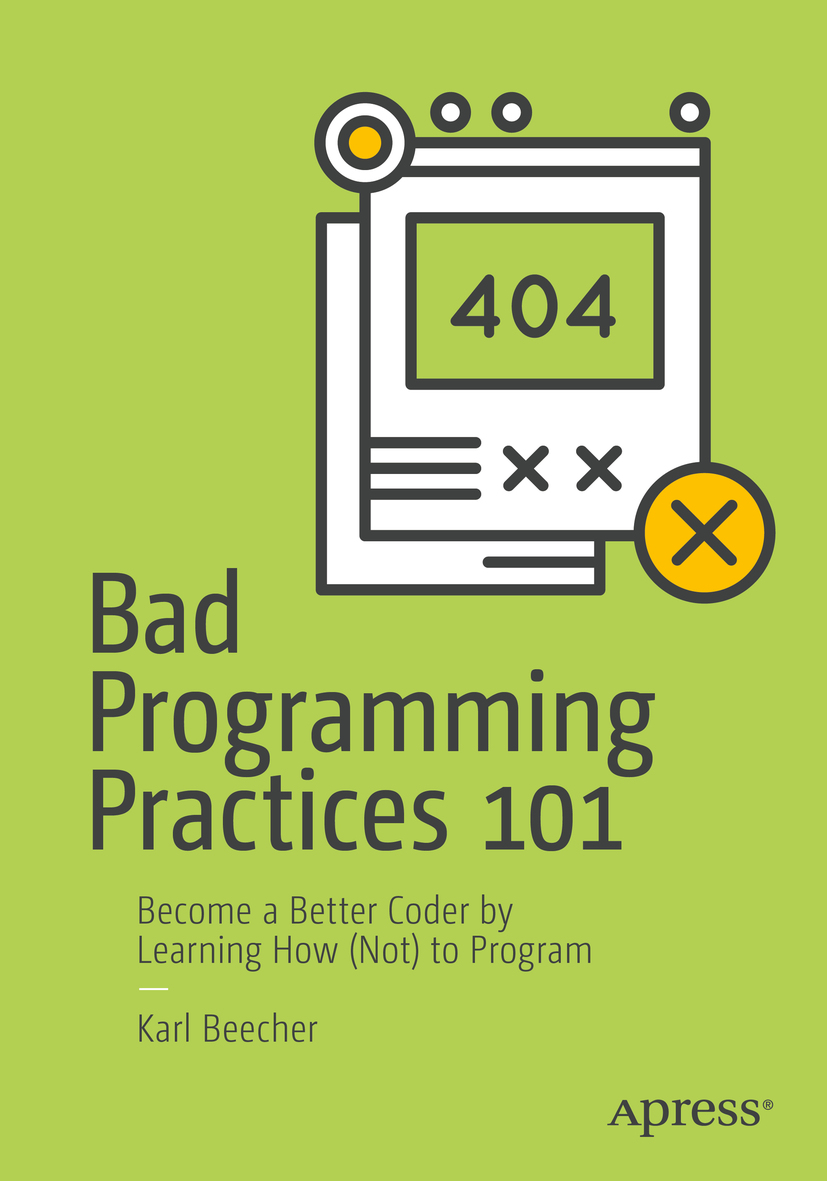 404
Bad
Programming
Practices 101
Become a Better Coder by
Learning How (Not) to Program
Karl Beecher
Apress®